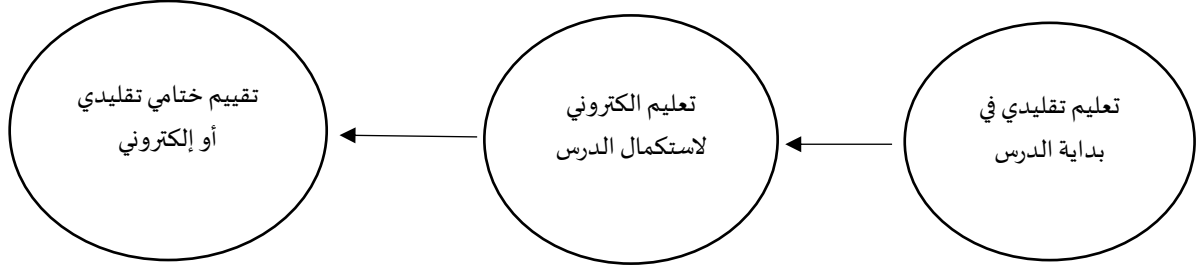 تعليم تقليدي في
بداية الدرس
تعليم الكتروني
لاستكمال الدرس
تقييم ختامي تقليدي
أو إلكتروني